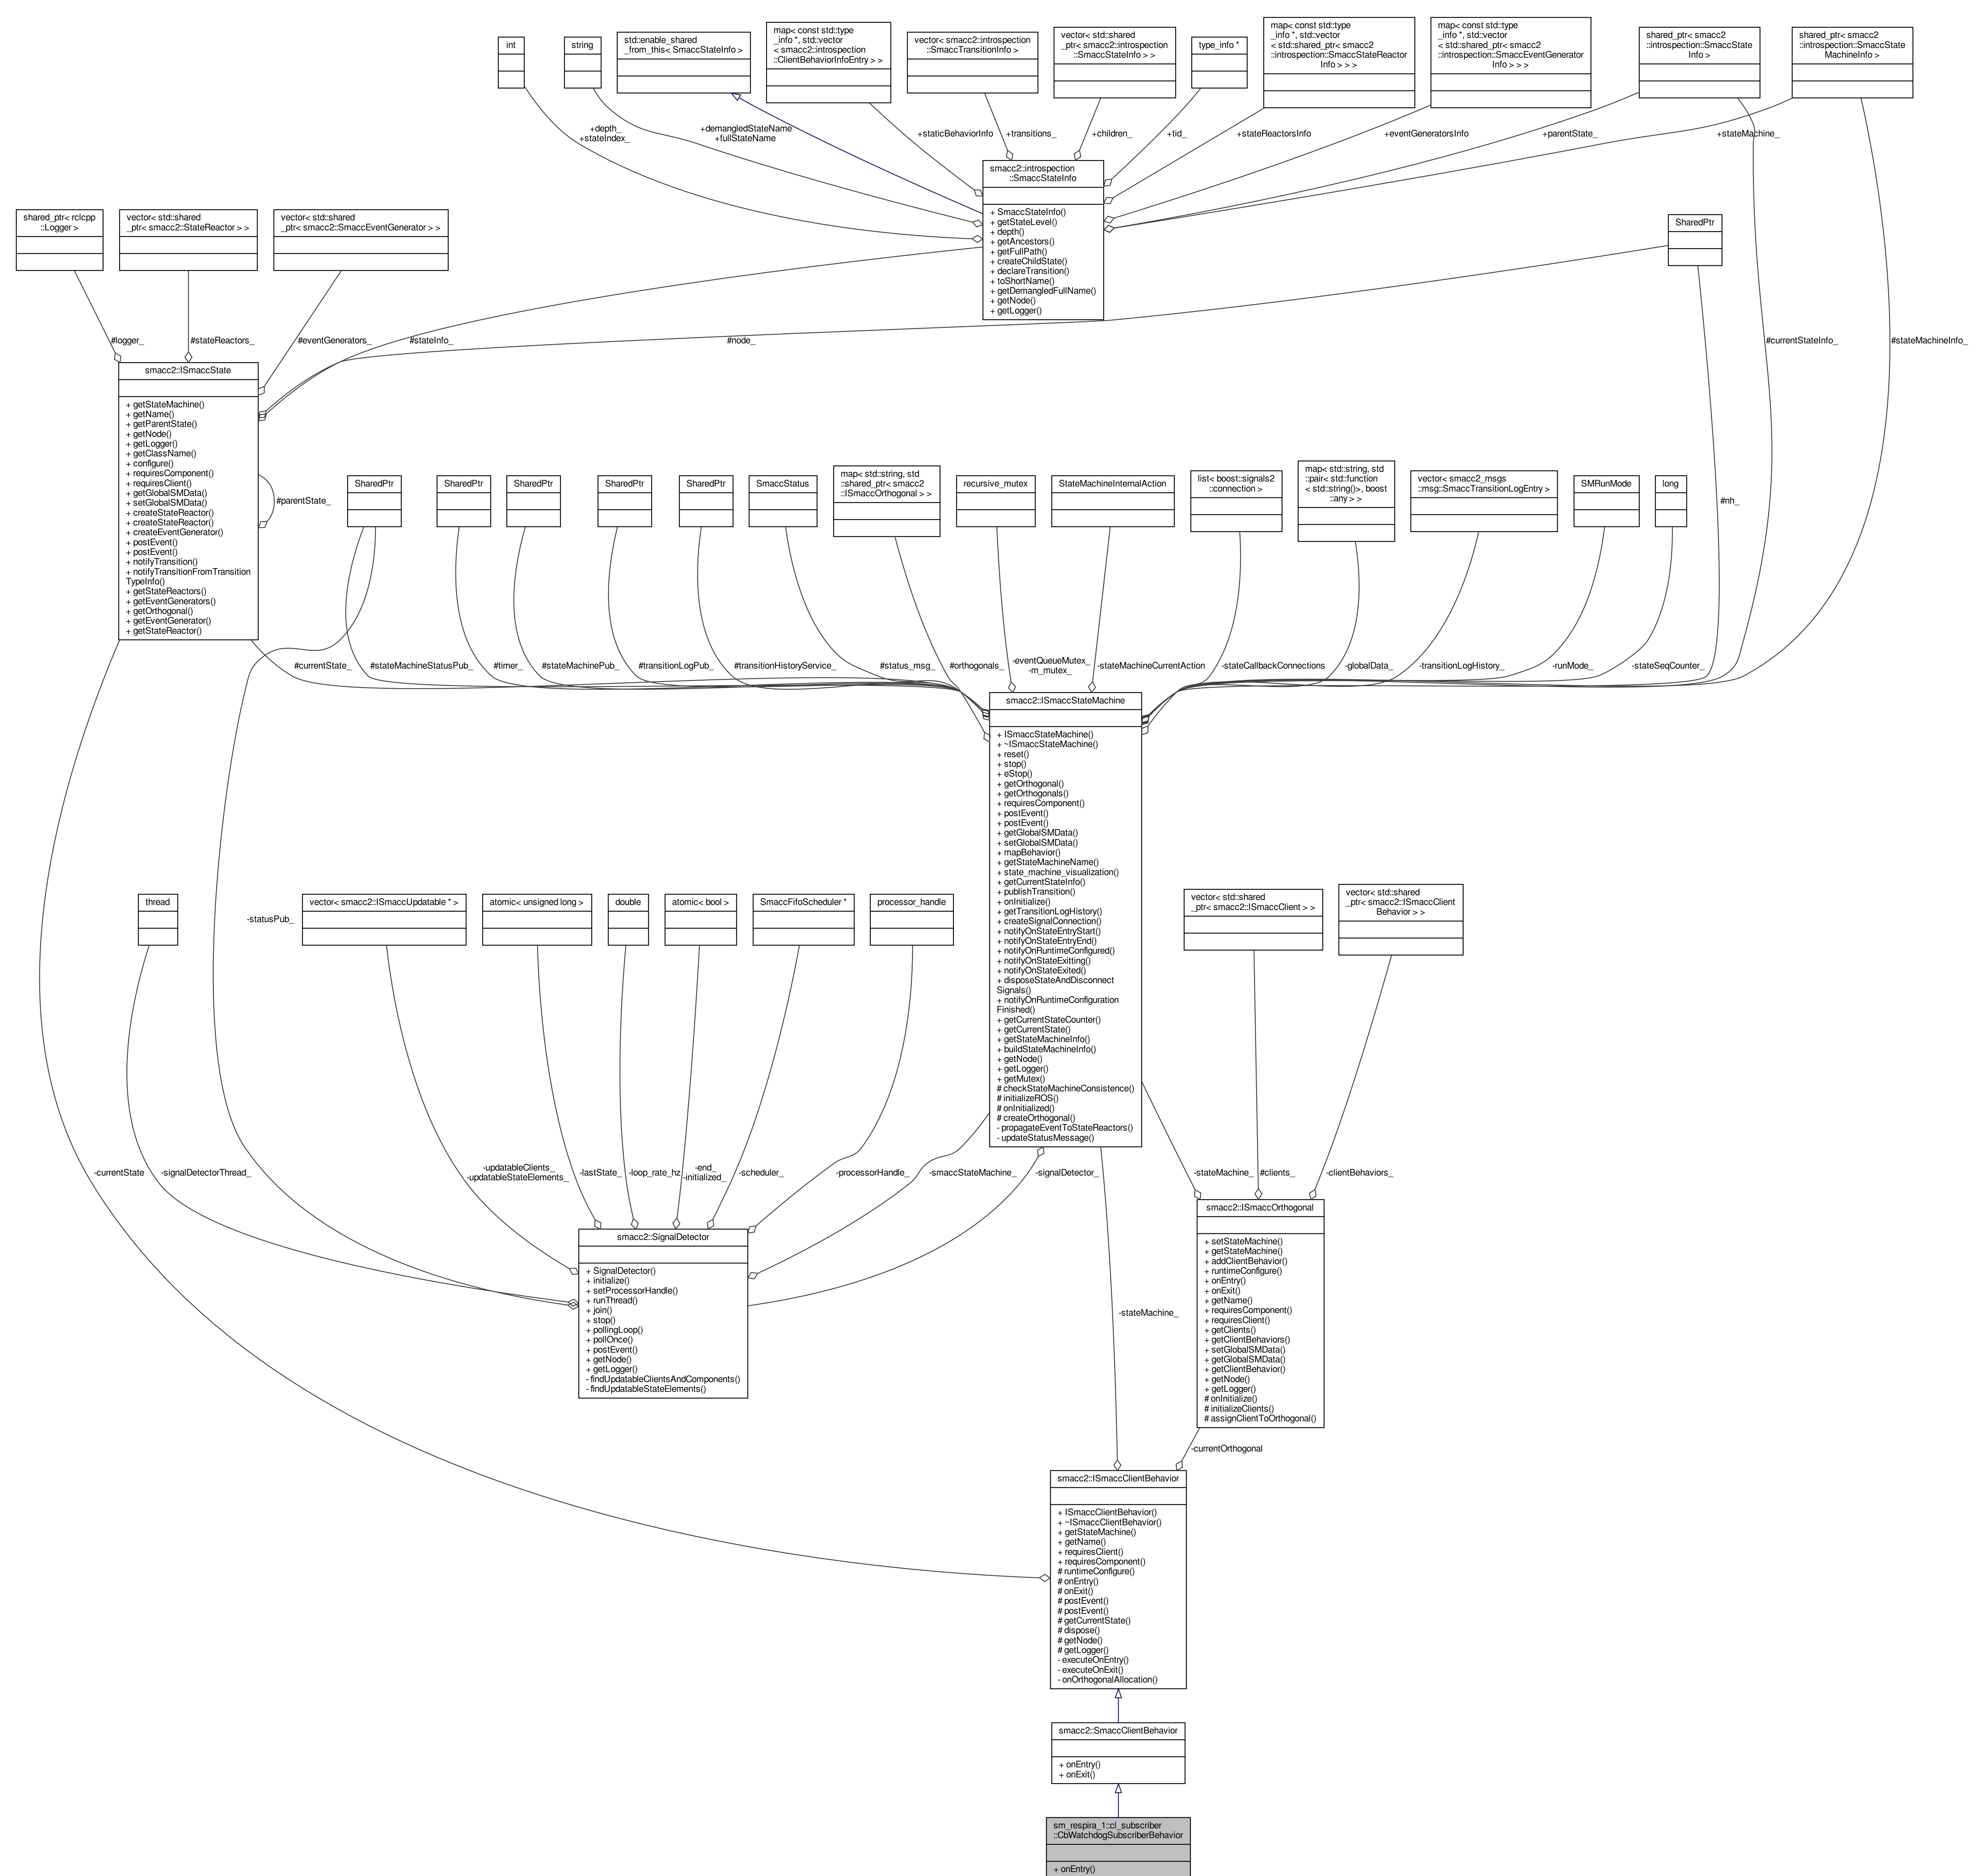 int
string
std::enable_shared
_from_this< SmaccStateInfo >
map< const std::type
_info *, std::vector
< smacc2::introspection
::ClientBehaviorInfoEntry > >
vector< smacc2::introspection
::SmaccTransitionInfo >
vector< std::shared
_ptr< smacc2::introspection
::SmaccStateInfo > >
type_info *
map< const std::type
_info *, std::vector
< std::shared_ptr< smacc2
::introspection::SmaccStateReactor
Info > > >
map< const std::type
_info *, std::vector
< std::shared_ptr< smacc2
::introspection::SmaccEventGenerator
Info > > >
shared_ptr< smacc2
::introspection::SmaccState
Info >
shared_ptr< smacc2
::introspection::SmaccState
MachineInfo >
+depth_
+stateIndex_
+demangledStateName
+fullStateName
+staticBehaviorInfo
+transitions_
+children_
+tid_
+stateReactorsInfo
+eventGeneratorsInfo
+parentState_
+stateMachine_
smacc2::introspection
::SmaccStateInfo
+ SmaccStateInfo()
+ getStateLevel()
+ depth()
+ getAncestors()
+ getFullPath()
+ createChildState()
+ declareTransition()
+ toShortName()
+ getDemangledFullName()
+ getNode()
+ getLogger()
shared_ptr< rclcpp
::Logger >
vector< std::shared
_ptr< smacc2::StateReactor > >
vector< std::shared
_ptr< smacc2::SmaccEventGenerator > >
SharedPtr
#logger_
#stateReactors_
#eventGenerators_
#stateInfo_
#node_
#currentStateInfo_
#stateMachineInfo_
smacc2::ISmaccState
+ getStateMachine()
+ getName()
+ getParentState()
+ getNode()
+ getLogger()
+ getClassName()
+ configure()
+ requiresComponent()
+ requiresClient()
+ getGlobalSMData()
+ setGlobalSMData()
+ createStateReactor()
+ createStateReactor()
+ createEventGenerator()
+ postEvent()
+ postEvent()
+ notifyTransition()
+ notifyTransitionFromTransition
TypeInfo()
+ getStateReactors()
+ getEventGenerators()
+ getOrthogonal()
+ getEventGenerator()
+ getStateReactor()
#parentState_
SharedPtr
SharedPtr
SharedPtr
SharedPtr
SharedPtr
SmaccStatus
map< std::string, std
::shared_ptr< smacc2
::ISmaccOrthogonal > >
recursive_mutex
StateMachineInternalAction
list< boost::signals2
::connection >
map< std::string, std
::pair< std::function
< std::string()>, boost
::any > >
vector< smacc2_msgs
::msg::SmaccTransitionLogEntry >
SMRunMode
long
#nh_
#currentState_
#stateMachineStatusPub_
#timer_
#stateMachinePub_
#transitionLogPub_
#transitionHistoryService_
#status_msg_
#orthogonals_
-eventQueueMutex_
-m_mutex_
-stateMachineCurrentAction
-stateCallbackConnections
-globalData_
-transitionLogHistory_
-runMode_
-stateSeqCounter_
smacc2::ISmaccStateMachine
+ ISmaccStateMachine()
+ ~ISmaccStateMachine()
+ reset()
+ stop()
+ eStop()
+ getOrthogonal()
+ getOrthogonals()
+ requiresComponent()
+ postEvent()
+ postEvent()
+ getGlobalSMData()
+ setGlobalSMData()
+ mapBehavior()
+ getStateMachineName()
+ state_machine_visualization()
+ getCurrentStateInfo()
+ publishTransition()
+ onInitialize()
+ getTransitionLogHistory()
+ createSignalConnection()
+ notifyOnStateEntryStart()
+ notifyOnStateEntryEnd()
+ notifyOnRuntimeConfigured()
+ notifyOnStateExitting()
+ notifyOnStateExited()
+ disposeStateAndDisconnect
Signals()
+ notifyOnRuntimeConfiguration
Finished()
+ getCurrentStateCounter()
+ getCurrentState()
+ getStateMachineInfo()
+ buildStateMachineInfo()
+ getNode()
+ getLogger()
+ getMutex()
# checkStateMachineConsistence()
# initializeROS()
# onInitialized()
# createOrthogonal()
- propagateEventToStateReactors()
- updateStatusMessage()
thread
-statusPub_
vector< smacc2::ISmaccUpdatable * >
atomic< unsigned long >
double
atomic< bool >
SmaccFifoScheduler *
processor_handle
vector< std::shared
_ptr< smacc2::ISmaccClient > >
vector< std::shared
_ptr< smacc2::ISmaccClient
Behavior > >
-currentState
-signalDetectorThread_
-updatableClients_
-updatableStateElements_
-lastState_
-loop_rate_hz
-end_
-initialized_
-scheduler_
-processorHandle_
-smaccStateMachine_
-signalDetector_
-stateMachine_
#clients_
-clientBehaviors_
smacc2::SignalDetector
+ SignalDetector()
+ initialize()
+ setProcessorHandle()
+ runThread()
+ join()
+ stop()
+ pollingLoop()
+ pollOnce()
+ postEvent()
+ getNode()
+ getLogger()
- findUpdatableClientsAndComponents()
- findUpdatableStateElements()
-stateMachine_
smacc2::ISmaccOrthogonal
+ setStateMachine()
+ getStateMachine()
+ addClientBehavior()
+ runtimeConfigure()
+ onEntry()
+ onExit()
+ getName()
+ requiresComponent()
+ requiresClient()
+ getClients()
+ getClientBehaviors()
+ setGlobalSMData()
+ getGlobalSMData()
+ getClientBehavior()
+ getNode()
+ getLogger()
# onInitialize()
# initializeClients()
# assignClientToOrthogonal()
-currentOrthogonal
smacc2::ISmaccClientBehavior
+ ISmaccClientBehavior()
+ ~ISmaccClientBehavior()
+ getStateMachine()
+ getName()
+ requiresClient()
+ requiresComponent()
# runtimeConfigure()
# onEntry()
# onExit()
# postEvent()
# postEvent()
# getCurrentState()
# dispose()
# getNode()
# getLogger()
- executeOnEntry()
- executeOnExit()
- onOrthogonalAllocation()
smacc2::SmaccClientBehavior
+ onEntry()
+ onExit()
sm_respira_1::cl_subscriber
::CbWatchdogSubscriberBehavior
+ onEntry()